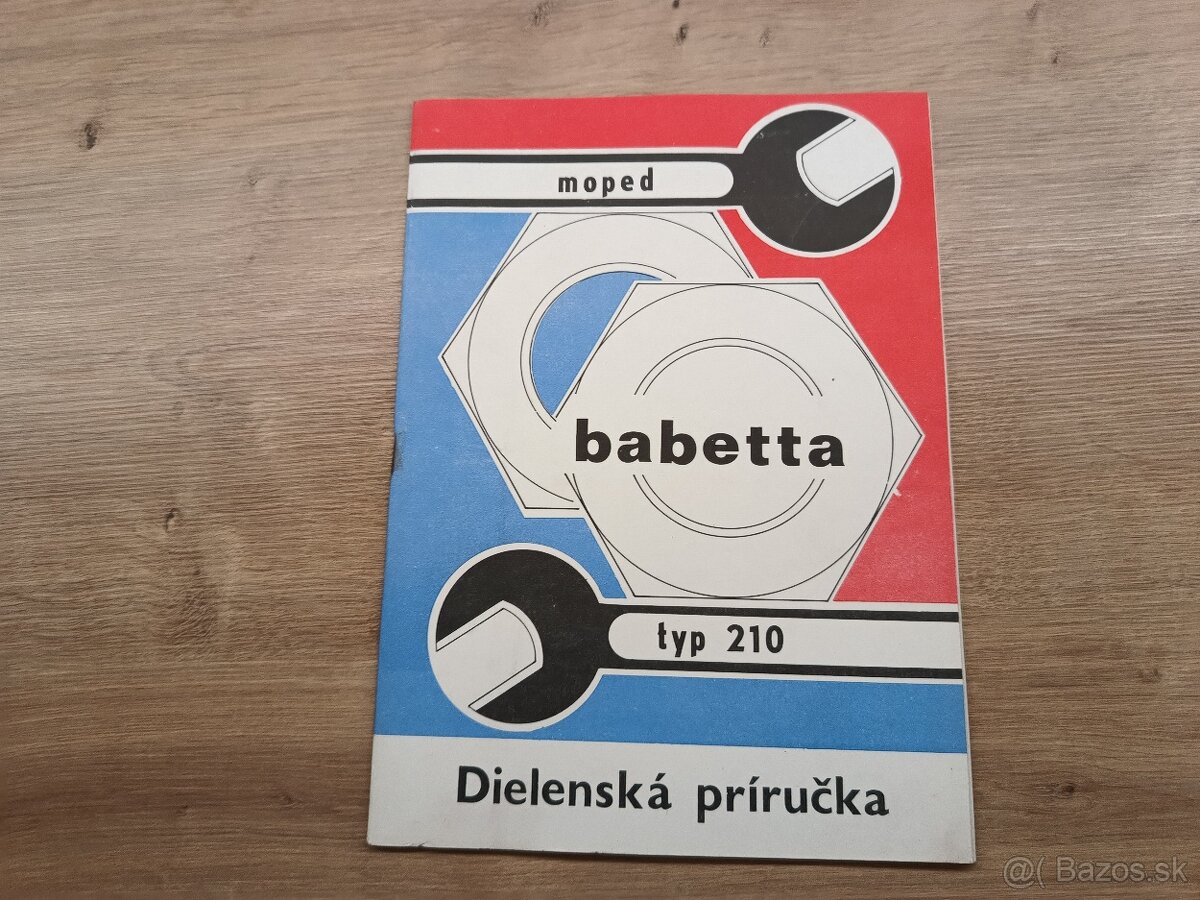 moped
babetta
typ 210
Dielenská príručka
@( Bazos.sk